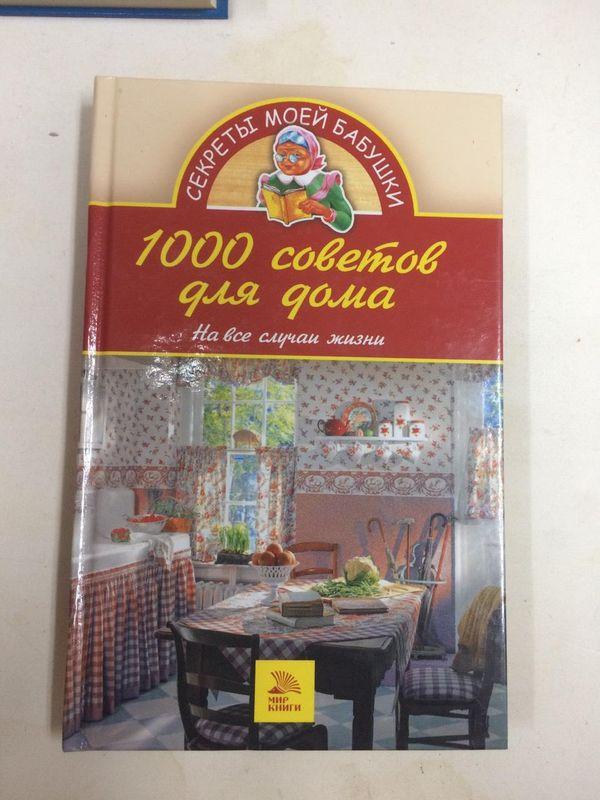 СЕКРЕТЫ МОЕЙ БАБУШКИ
1000 советов
для дома
На все случаи жизни
МИР
КНИГИ